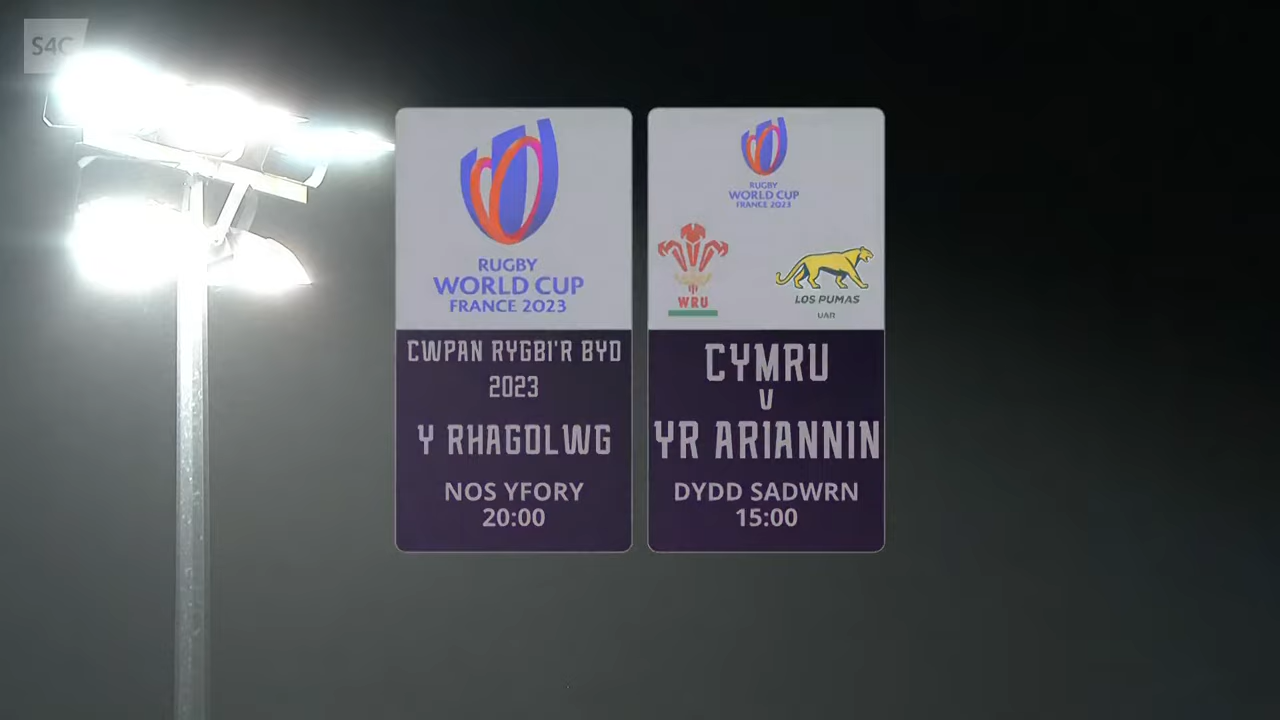 S4C
RUGBY
WORLD CUP
FRANCE 2023
CWPAN RYGBI'R BYD
2023
Y RHAGOLWG
NOS YFORY
20:00
RUGBY
WORLD CUP
FRANCE 2023
WRU
LOS PUMAS
UAR
CYMRU
V
YR ARIANNIN
DYDD SADWRN
15:00